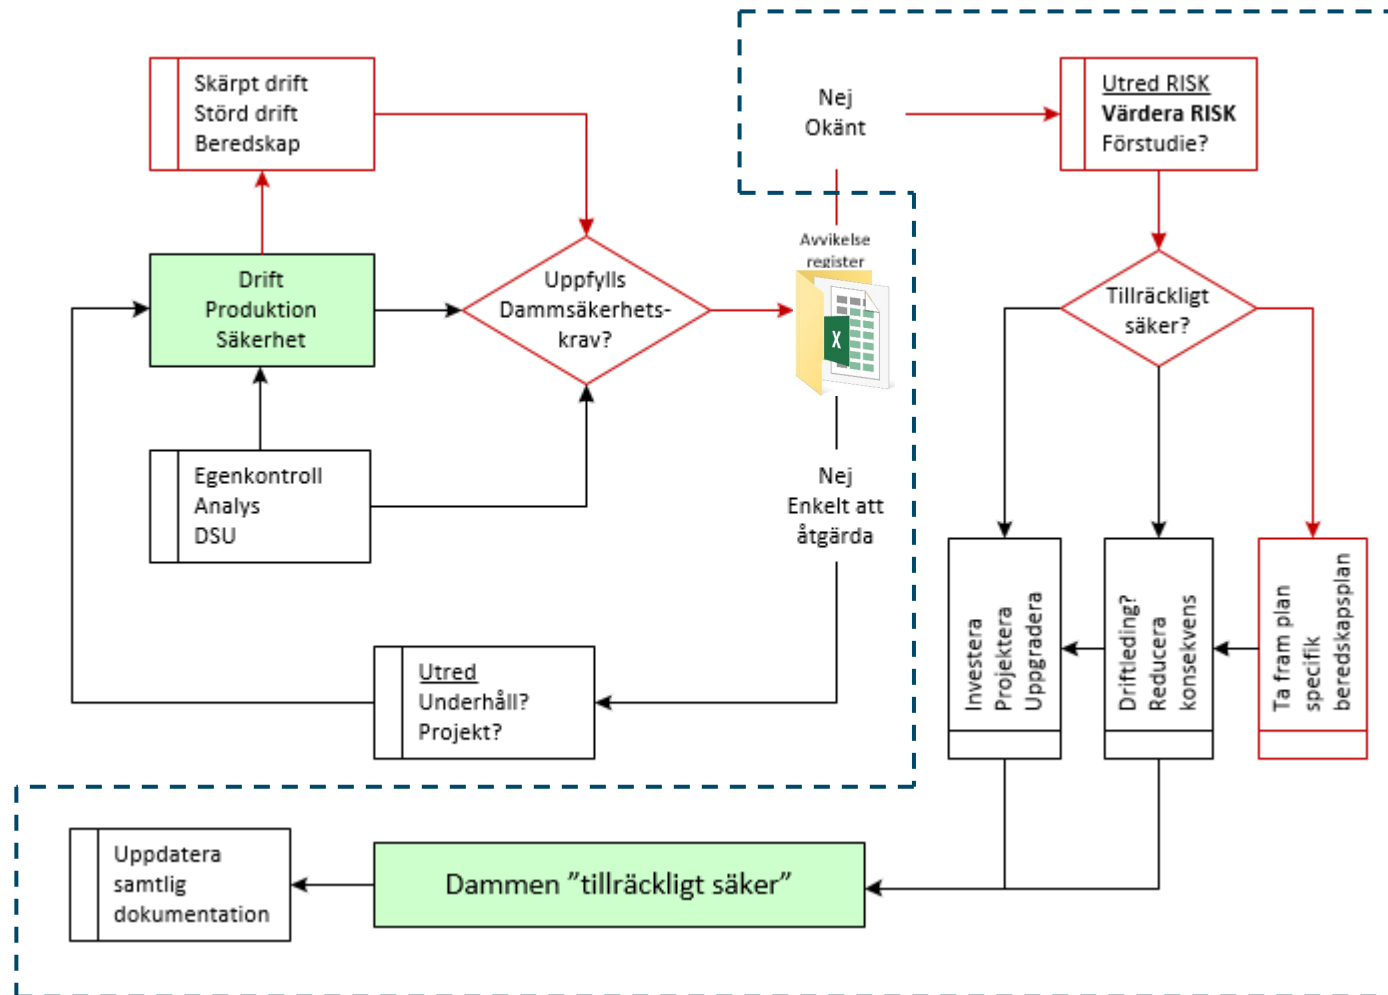 Skärpt drift
Störd drift
Beredskap
Nej
Okänt
Utred RISK
Värdera RISK
Förstudie?
Drift
Produktion
Säkerhet
Uppfylls
Dammsäkerhets-
krav?
Avvikelse
register
X
Tillräckligt
säker?
Egenkontroll
Analys
DSU
Nej
Enkelt att
åtgärda
Utred
Underhåll?
Projekt?
Investera
Projektera
Uppgradera
Driftleding?
Reducera
konsekvens
Ta fram plan
specifik
beredskapsplan
Uppdatera
samtlig
dokumentation
Dammen ”tillräckligt säker”